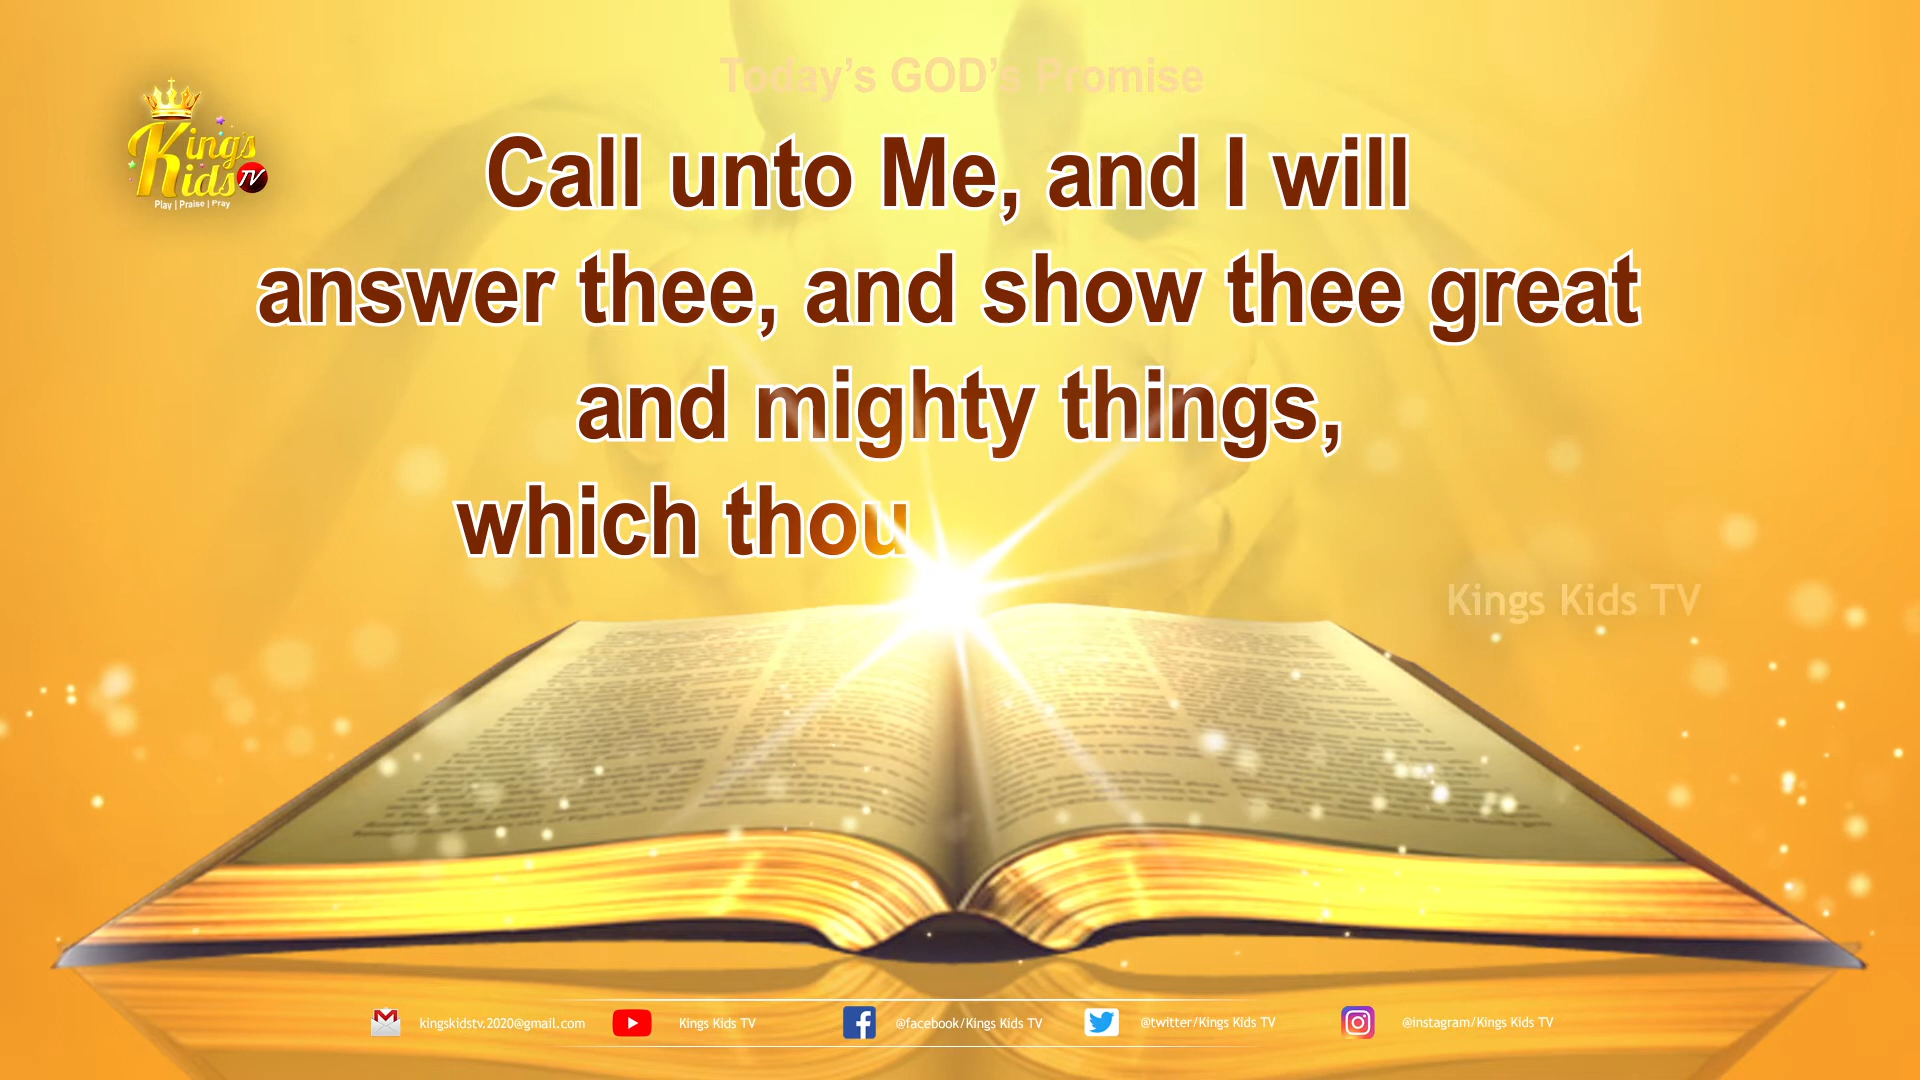 Today's GOD's Promise
Kings
Kids TV
Play | Praise | Pray
Call unto Me, and I will
answer thee, and show thee great
and mighty things,
which thou
Kings Kids TV
kingskidstv.2020@gmail.com
Kings Kids TV
@facebook/Kings Kids TV
@twitter/Kings Kids TV
@instagram/Kings Kids TV